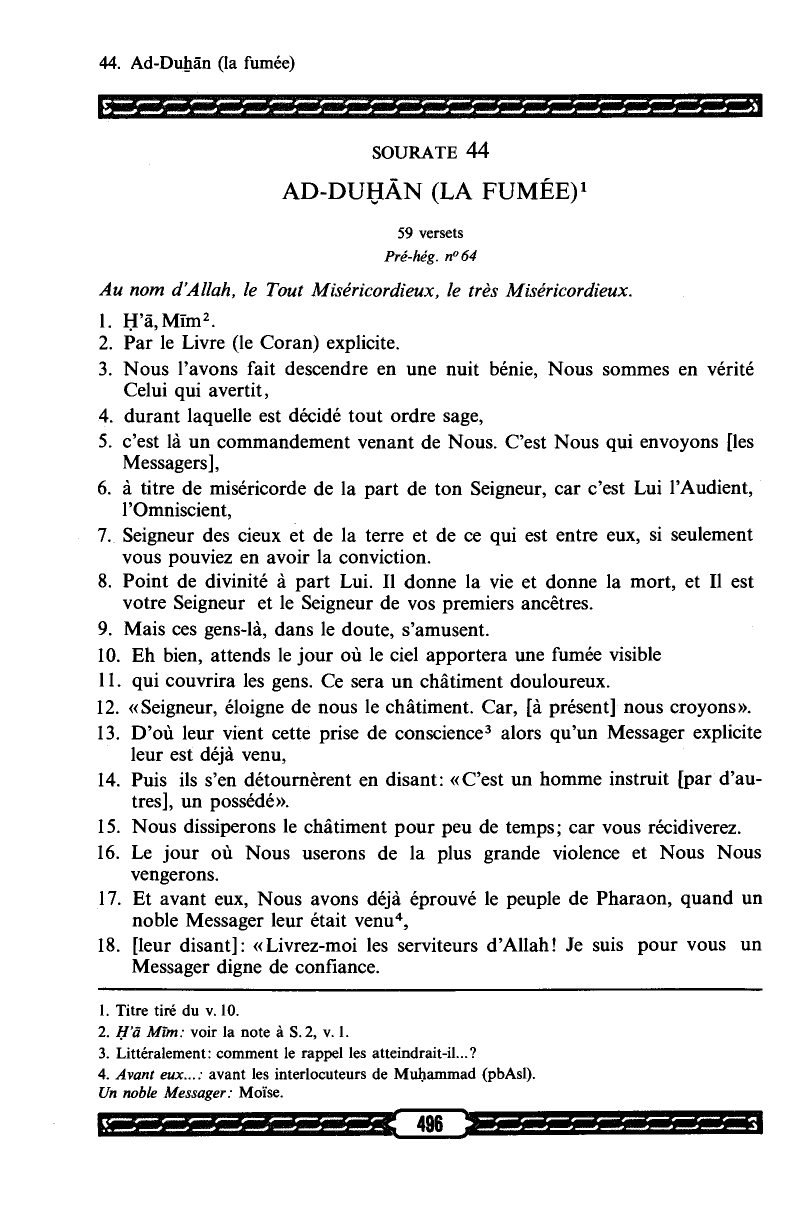 44. Ad-Duḫān (la fumée)
SOURATE 44
AD-DUḪĀN (LA FUMÉE)¹
59 versets
Pré-hég. nº 64
Au nom d'Allah, le Tout Miséricordieux, le très Miséricordieux.
1. Ḥ'ā, Mīm².
2. Par le Livre (le Coran) explicite.
3. Nous l'avons fait descendre en une nuit bénie, Nous sommes en vérité
Celui qui avertit,
4. durant laquelle est décidé tout ordre sage,
5. c'est là un commandement venant de Nous. C'est Nous qui envoyons [les
Messagers],
6. à titre de miséricorde de la part de ton Seigneur, car c'est Lui l'Audient,
l'Omniscient,
7. Seigneur des cieux et de la terre et de ce qui est entre eux, si seulement
vous pouviez en avoir la conviction.
8. Point de divinité à part Lui. Il donne la vie et donne la mort, et Il est
votre Seigneur et le Seigneur de vos premiers ancêtres.
9. Mais ces gens-là, dans le doute, s'amusent.
10. Eh bien, attends le jour où le ciel apportera une fumée visible
11. qui couvrira les gens. Ce sera un châtiment douloureux.
12. «Seigneur, éloigne de nous le châtiment. Car, [à présent] nous croyons».
13. D'où leur vient cette prise de conscience³ alors qu'un Messager explicite
leur est déjà venu,
14. Puis ils s'en détournèrent en disant: «C'est un homme instruit [par d'au-
tres], un possédé».
15. Nous dissiperons le châtiment pour peu de temps; car vous récidiverez.
16. Le jour où Nous userons de la plus grande violence et Nous Nous
vengerons.
17. Et avant eux, Nous avons déjà éprouvé le peuple de Pharaon, quand un
noble Messager leur était venu⁴,
18. [leur disant]: «Livrez-moi les serviteurs d'Allah! Je suis pour vous un
Messager digne de confiance.
1. Titre tiré du v. 10.
2. Ḥ'ā Mīm: voir la note à S. 2, v. 1.
3. Littéralement: comment le rappel les atteindrait-il...?
4. Avant eux...: avant les interlocuteurs de Muḥammad (pbAsl).
Un noble Messager: Moïse.
496